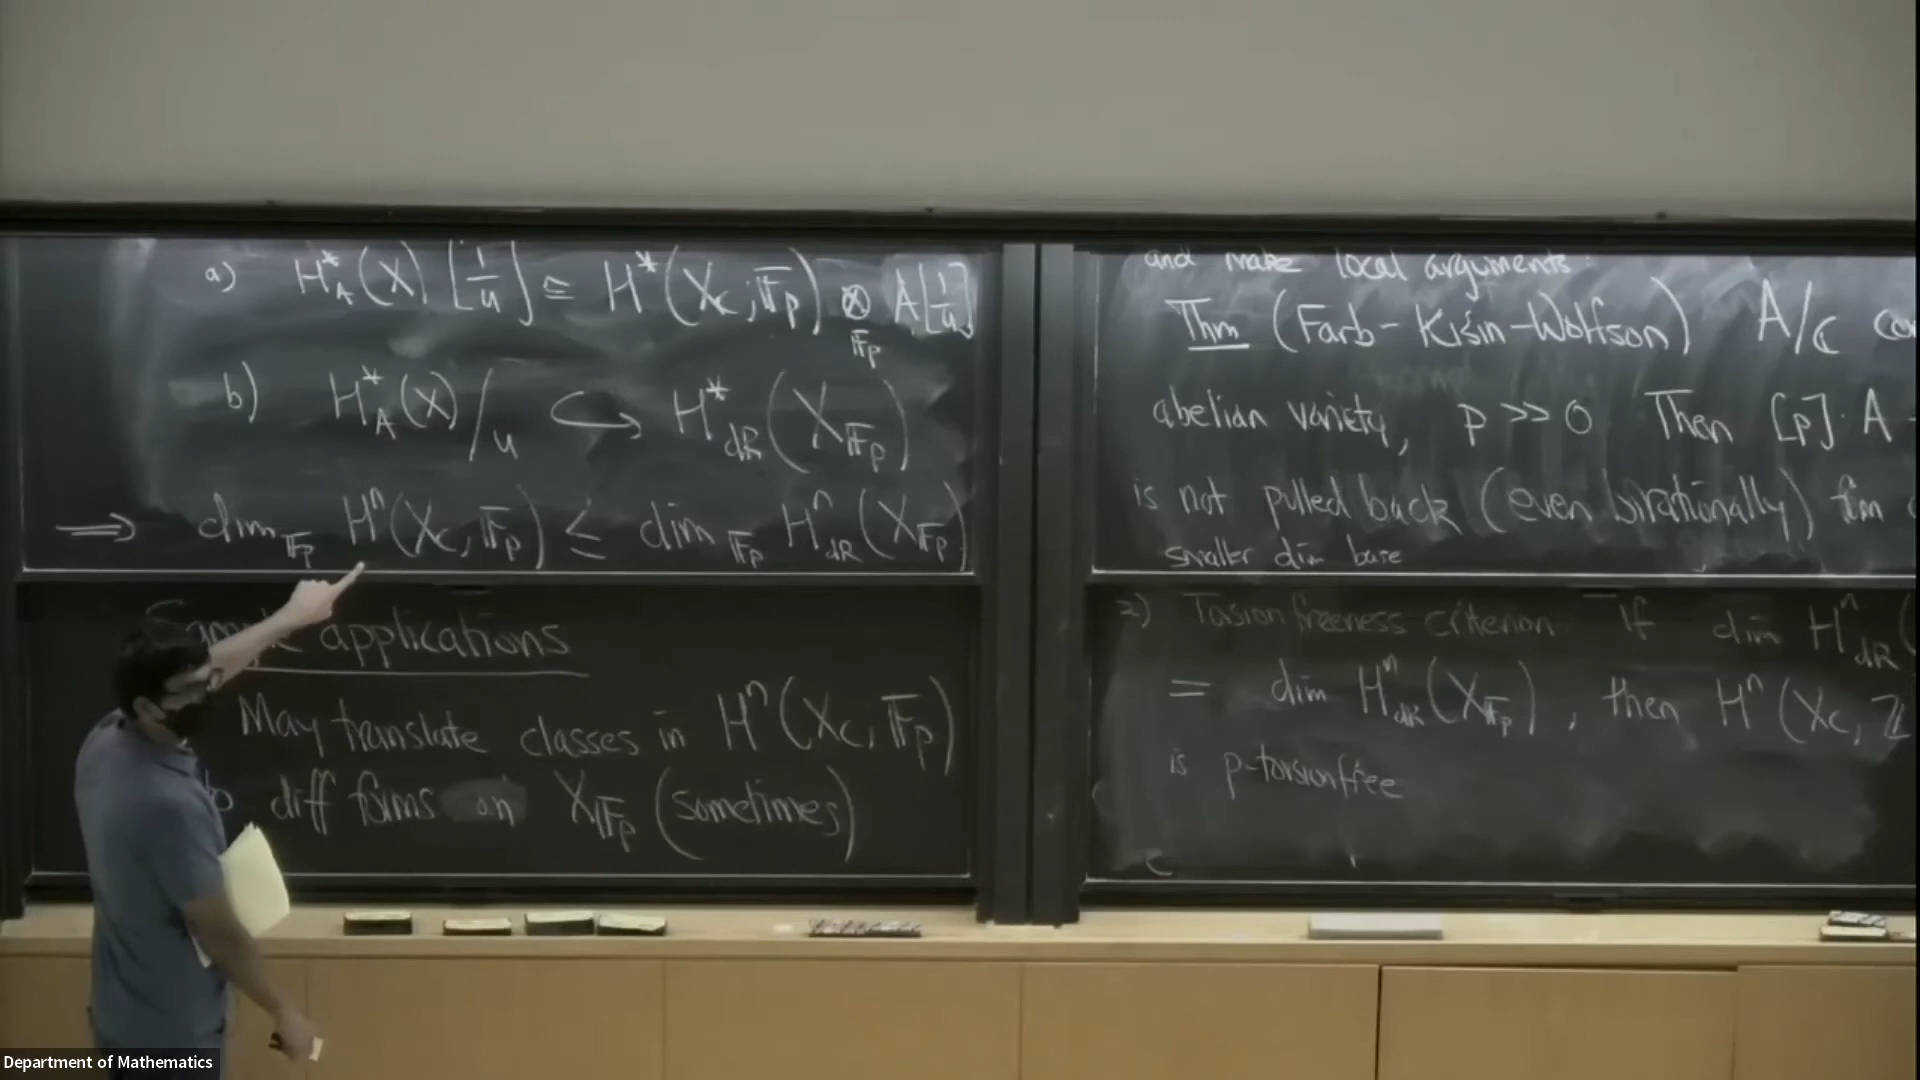 a) H*_A(X)[1/u] ≅ H*(X_C; F_p) ⊗_{F_p} A[1/u]
b) H*_A(X)/u ↪ H*_dR(X_{F_p})
⟹ dim_{F_p} H^n(X_C, F_p) ≤ dim_{F_p} H^n_dR(X_{F_p})
Sample applications
May translate classes in H^n(X_C, F_p)
diff forms on X_{F_p} (sometimes)
and make local arguments.
Thm (Farb-Kisin-Wolfson) A/C
abelian variety, p >> 0 Then [p]: A
is not pulled back (even birationally) from
smaller dim base
2) Torsion freeness criterion If dim H^n_dR(
= dim H^n_dR(X_{F_p}), then H^n(X_C, Z
is p-torsionfree
Department of Mathematics